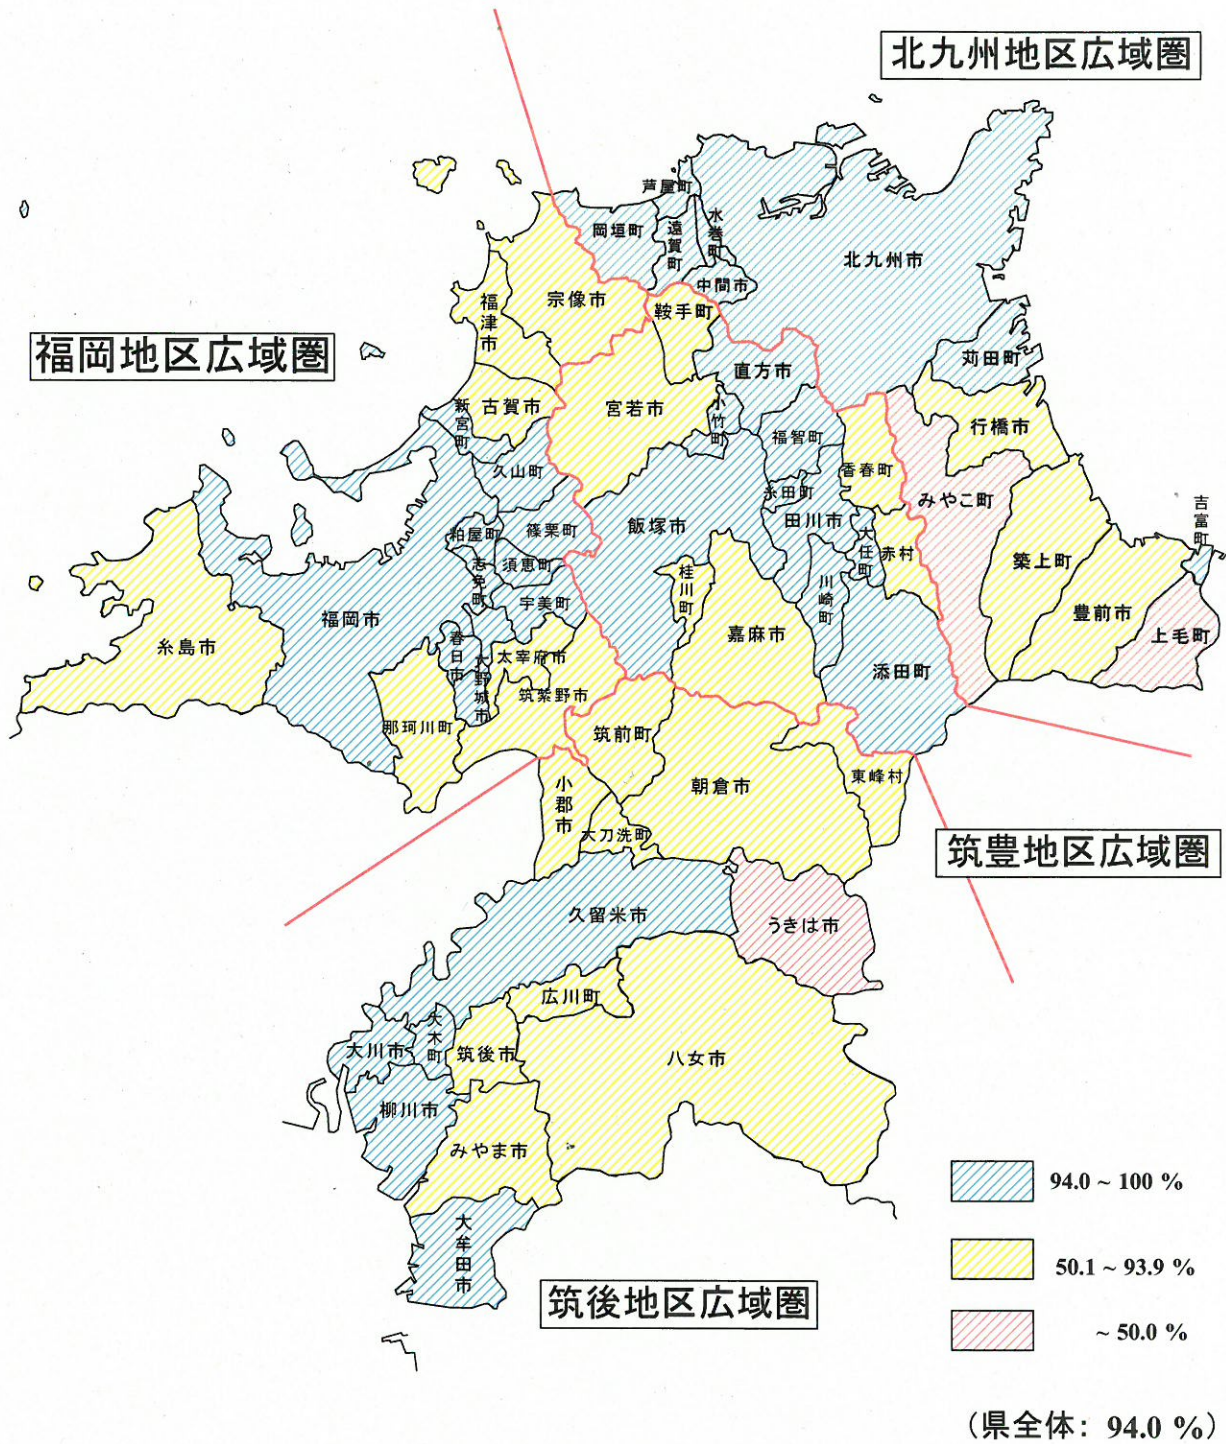 北九州地区広域圏
芦屋町
岡垣町
遠賀町
水巻町
北九州市
中間市
宗像市
鞍手町
福津市
福岡地区広域圏
苅田町
直方市
新宮町
古賀市
宮若市
小竹町
行橋市
福智町
久山町
香春町
みやこ町
糸田町
吉富町
粕屋町
篠栗町
飯塚市
田川市
大任町
赤村
志免町
須恵町
桂川町
築上町
川崎町
宇美町
福岡市
豊前市
嘉麻市
上毛町
糸島市
春日市
大野城市
太宰府市
添田町
筑紫野市
那珂川町
筑前町
東峰村
朝倉市
小郡市
大刀洗町
筑豊地区広域圏
久留米市
うきは市
広川町
大木町
大川市
筑後市
八女市
柳川市
みやま市
94.0 ~ 100 %
大牟田市
50.1 ~ 93.9 %
筑後地区広域圏
~ 50.0 %
（県全体：94.0 %）